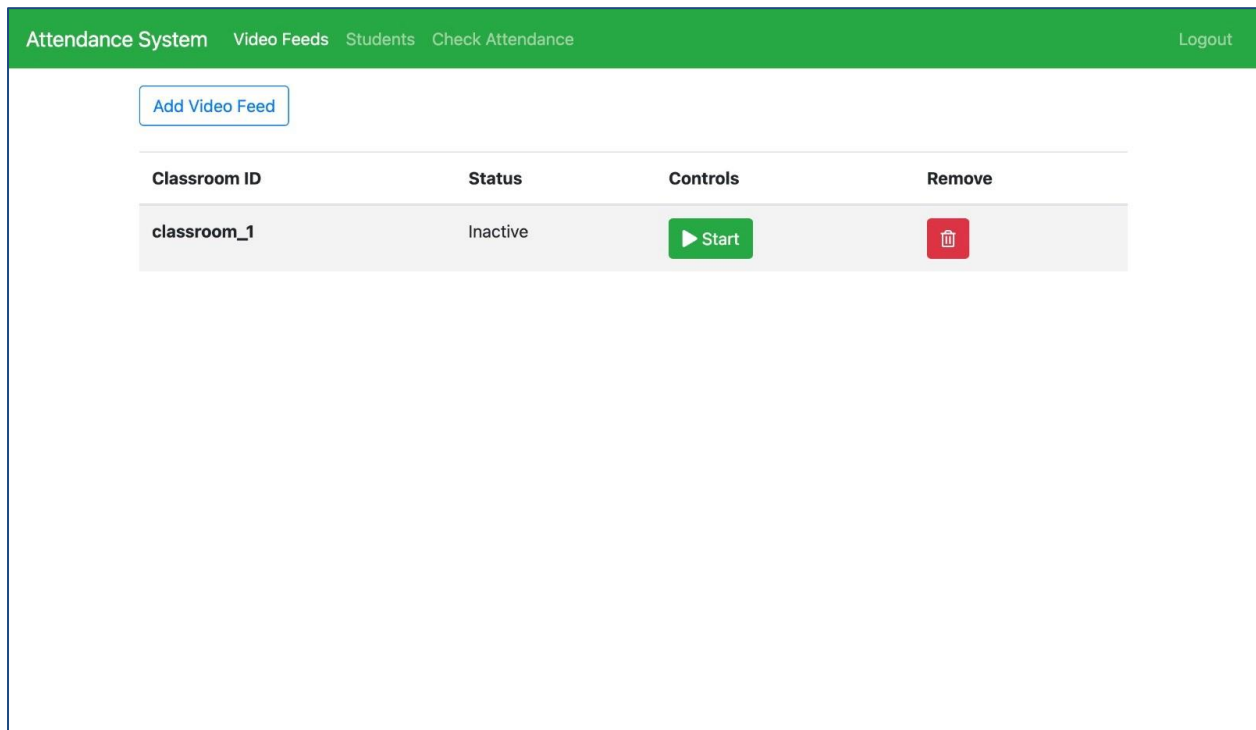 Attendance System Video Feeds Students Check Attendance Logout
Add Video Feed
Classroom ID Status Controls Remove
classroom_1 Inactive Start